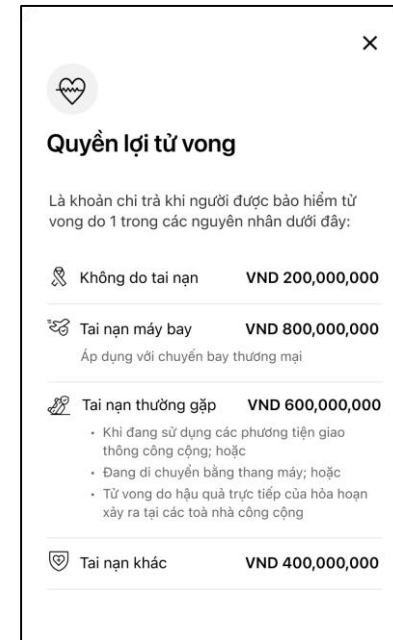 Quyền lợi tử vong
Là khoản chi trả khi người được bảo hiểm tử
vong do 1 trong các nguyên nhân dưới đây:
Không do tai nạn VND 200,000,000
Tai nạn máy bay VND 800,000,000
Áp dụng với chuyến bay thương mại
Tai nạn thường gặp VND 600,000,000
• Khi đang sử dụng các phương tiện giao
thông công cộng; hoặc
• Đang di chuyển bằng thang máy; hoặc
• Tử vong do hậu quả trực tiếp của hỏa hoạn
xảy ra tại các toà nhà công cộng
Tai nạn khác VND 400,000,000